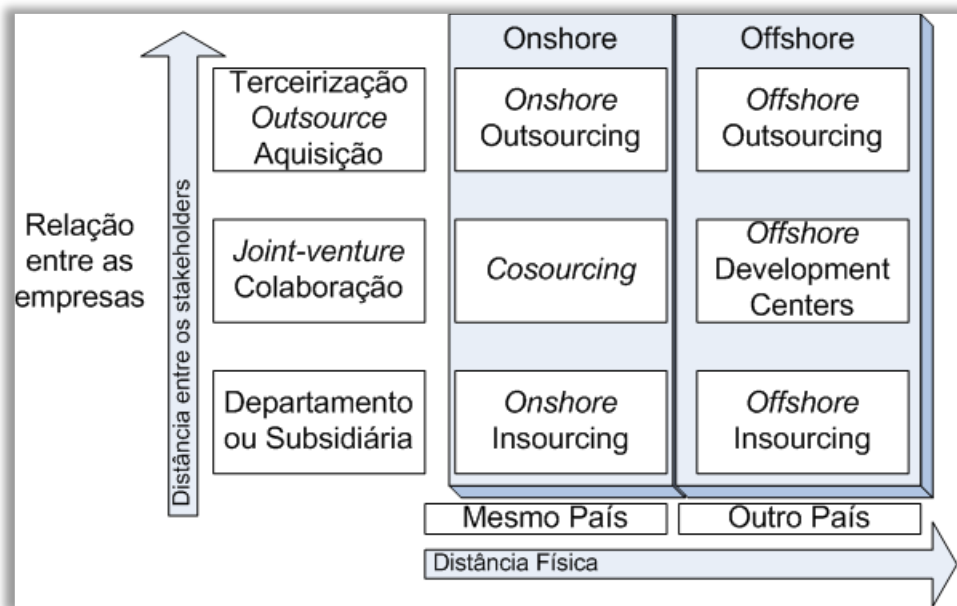 Onshore
Offshore
Terceirização
Outsource
Aquisição
Onshore
Outsourcing
Offshore
Outsourcing
Relação
entre as
empresas
Distância entre os stakeholders
Joint-venture
Colaboração
Cosourcing
Offshore
Development
Centers
Departamento
ou Subsidiária
Onshore
Insourcing
Offshore
Insourcing
Mesmo País
Outro País
Distância Física